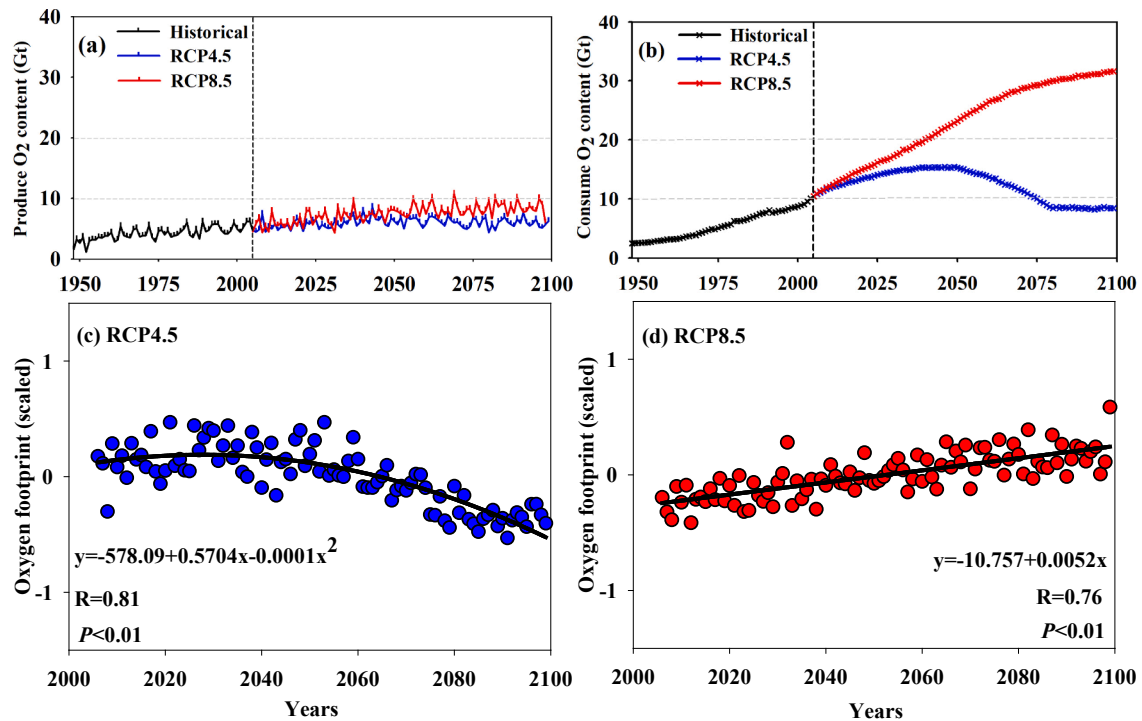 (a)
Historical
RCP4.5
RCP8.5
Produce O2 content (Gt)
40
30
20
10
0
1950 1975 2000 2025 2050 2075 2100
(b)
Historical
RCP4.5
RCP8.5
Consume O2 content (Gt)
40
30
20
10
0
1950 1975 2000 2025 2050 2075 2100
(c) RCP4.5
Oxygen footprint (scaled)
1
0
-1
y=-578.09+0.5704x-0.0001x2
R=0.81
P<0.01
2000 2020 2040 2060 2080 2100
Years
(d) RCP8.5
Oxygen footprint (scaled)
1
0
-1
y=-10.757+0.0052x
R=0.76
P<0.01
2000 2020 2040 2060 2080 2100
Years